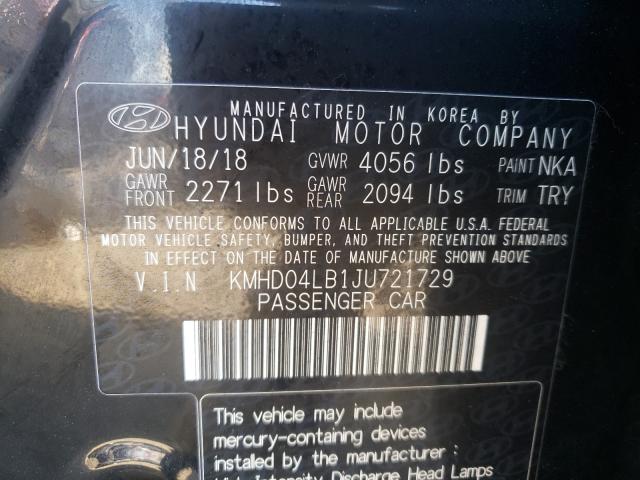 MANUFACTURED IN KOREA BY
HYUNDAI MOTOR COMPANY
JUN/18/18 GVWR 4056 lbs PAINT NKA
GAWR FRONT 2271 lbs GAWR REAR 2094 lbs TRIM TRY
THIS VEHICLE CONFORMS TO ALL APPLICABLE U.S.A. FEDERAL
MOTOR VEHICLE SAFETY, BUMPER, AND THEFT PREVENTION STANDARDS
IN EFFECT ON THE DATE OF MANUFACTURE SHOWN ABOVE.
V.I.N KMHD04LB1JU721729
PASSENGER CAR
This vehicle may include
mercury-containing devices
installed by the manufacturer :
High Intensity Discharge Head Lamps